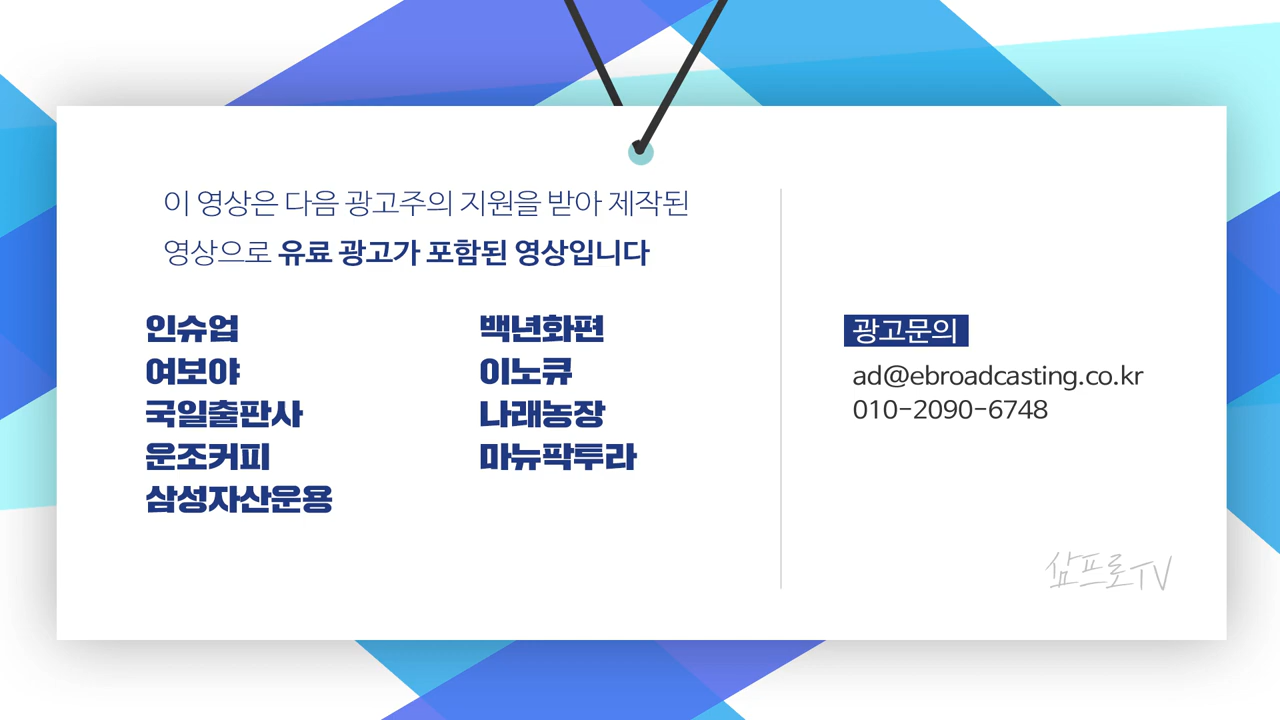 이 영상은 다음 광고주의 지원을 받아 제작된
영상으로 유료 광고가 포함된 영상입니다
인슈업
여보야
국일출판사
운조커피
삼성자산운용
백년화편
이노큐
나래농장
마뉴팍투라
광고문의
ad@ebroadcasting.co.kr
010-2090-6748
삼프로TV